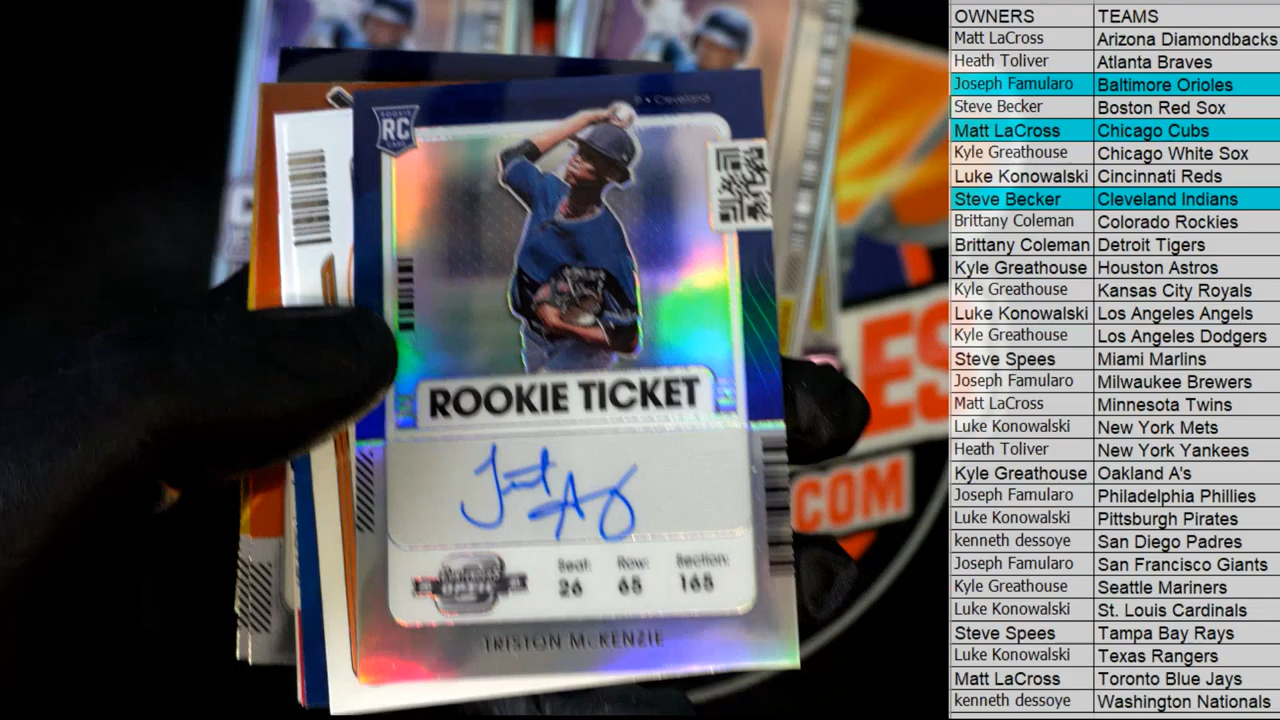 OWNERS TEAMS
Matt LaCross Arizona Diamondbacks
Heath Toliver Atlanta Braves
Joseph Famularo Baltimore Orioles
Steve Becker Boston Red Sox
Matt LaCross Chicago Cubs
Kyle Greathouse Chicago White Sox
Luke Konowalski Cincinnati Reds
Steve Becker Cleveland Indians
Brittany Coleman Colorado Rockies
Brittany Coleman Detroit Tigers
Kyle Greathouse Houston Astros
Kyle Greathouse Kansas City Royals
Luke Konowalski Los Angeles Angels
Kyle Greathouse Los Angeles Dodgers
Steve Spees Miami Marlins
Joseph Famularo Milwaukee Brewers
Matt LaCross Minnesota Twins
Luke Konowalski New York Mets
Heath Toliver New York Yankees
Kyle Greathouse Oakland A's
Joseph Famularo Philadelphia Phillies
Luke Konowalski Pittsburgh Pirates
kenneth dessoye San Diego Padres
Joseph Famularo San Francisco Giants
Kyle Greathouse Seattle Mariners
Luke Konowalski St. Louis Cardinals
Steve Spees Tampa Bay Rays
Luke Konowalski Texas Rangers
Matt LaCross Toronto Blue Jays
kenneth dessoye Washington Nationals
P • Cleveland
RC
ROOKIE TICKET
Seat: Row: Section:
26 65 165
TRISTON McKENZIE
ES
.COM